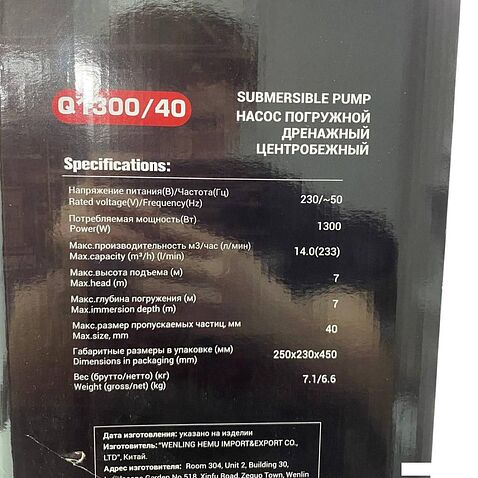 Q1300/40
SUBMERSIBLE PUMP
НАСОС ПОГРУЖНОЙ
ДРЕНАЖНЫЙ
ЦЕНТРОБЕЖНЫЙ
Specifications:
Напряжение питания(В)/Частота(Гц)
Rated voltage(V)/Frequency(Hz) 230/~50
Потребляемая мощность(Вт)
Power(W) 1300
Макс.производительность м3/час (л/мин)
Max.capacity (m³/h) (l/min) 14.0(233)
Макс.высота подъема (м)
Max.head (m) 7
Макс.глубина погружения (м)
Max.immersion depth (m) 7
Макс.размер пропускаемых частиц, мм
Max.size, mm 40
Габаритные размеры в упаковке (мм)
Dimensions in packaging (mm) 250x230x450
Вес (брутто/нетто) (кг)
Weight (gross/net) (kg) 7.1/6.6
Дата изготовления: указано на изделии
Изготовитель: "WENLING HEMU IMPORT&EXPORT CO.,
LTD", Китай.
Адрес изготовителя: Room 304, Unit 2, Building 30,
Garden No.518, Xinfu Road, Zeguo Town, Wenlin